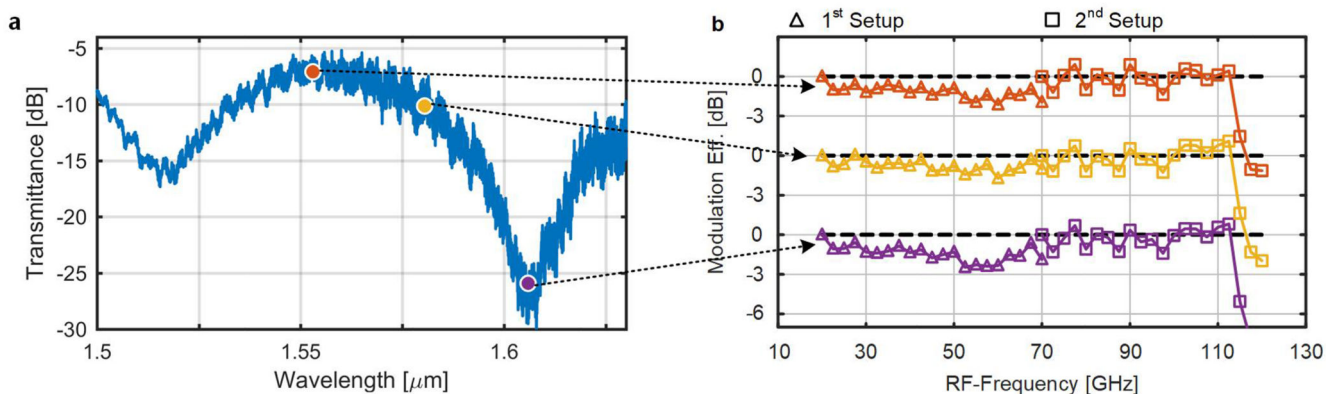 a
-5
-10
-15
-20
-25
-30
Transmittance [dB]
1.5
1.55
1.6
Wavelength [μm]
b
1st Setup
2nd Setup
0
-3
0
-3
0
-3
-6
Modulation Eff. [dB]
10
30
50
70
90
110
130
RF-Frequency [GHz]